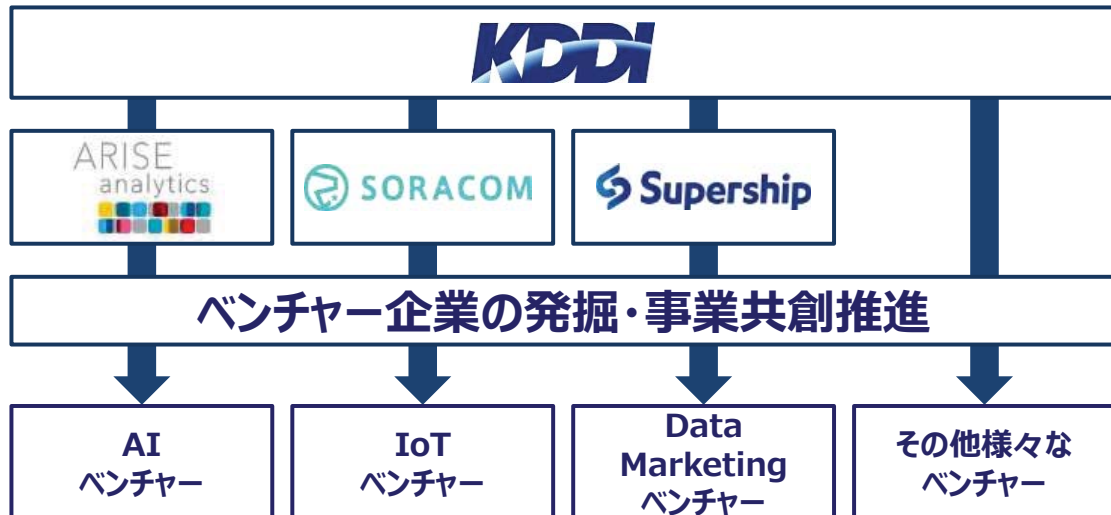 KDDI
ARISE
analytics
SORACOM
Supership
ベンチャー企業の発掘・事業共創推進
AI
ベンチャー
IoT
ベンチャー
Data
Marketing
ベンチャー
その他様々な
ベンチャー